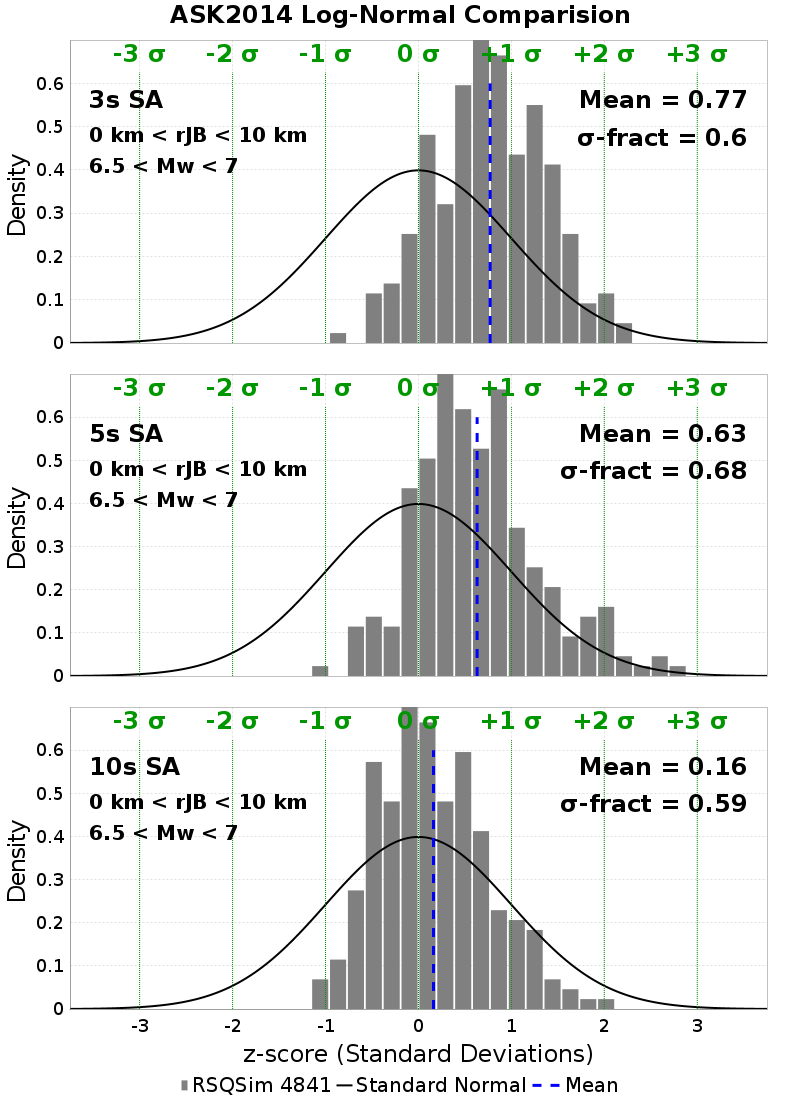 ASK2014 Log-Normal Comparision
-3 σ -2 σ -1 σ 0 σ +1 σ +2 σ +3 σ
3s SA
Mean = 0.77
0 km < rJB < 10 km
σ-fract = 0.6
6.5 < Mw < 7
Density
0.6
0.5
0.4
0.3
0.2
0.1
0
-3 σ -2 σ -1 σ 0 σ +1 σ +2 σ +3 σ
5s SA
Mean = 0.63
0 km < rJB < 10 km
σ-fract = 0.68
6.5 < Mw < 7
Density
0.6
0.5
0.4
0.3
0.2
0.1
0
-3 σ -2 σ -1 σ 0 σ +1 σ +2 σ +3 σ
10s SA
Mean = 0.16
0 km < rJB < 10 km
σ-fract = 0.59
6.5 < Mw < 7
Density
0.6
0.5
0.4
0.3
0.2
0.1
0
-3 -2 -1 0 1 2 3
z-score (Standard Deviations)
RSQSim 4841 Standard Normal Mean